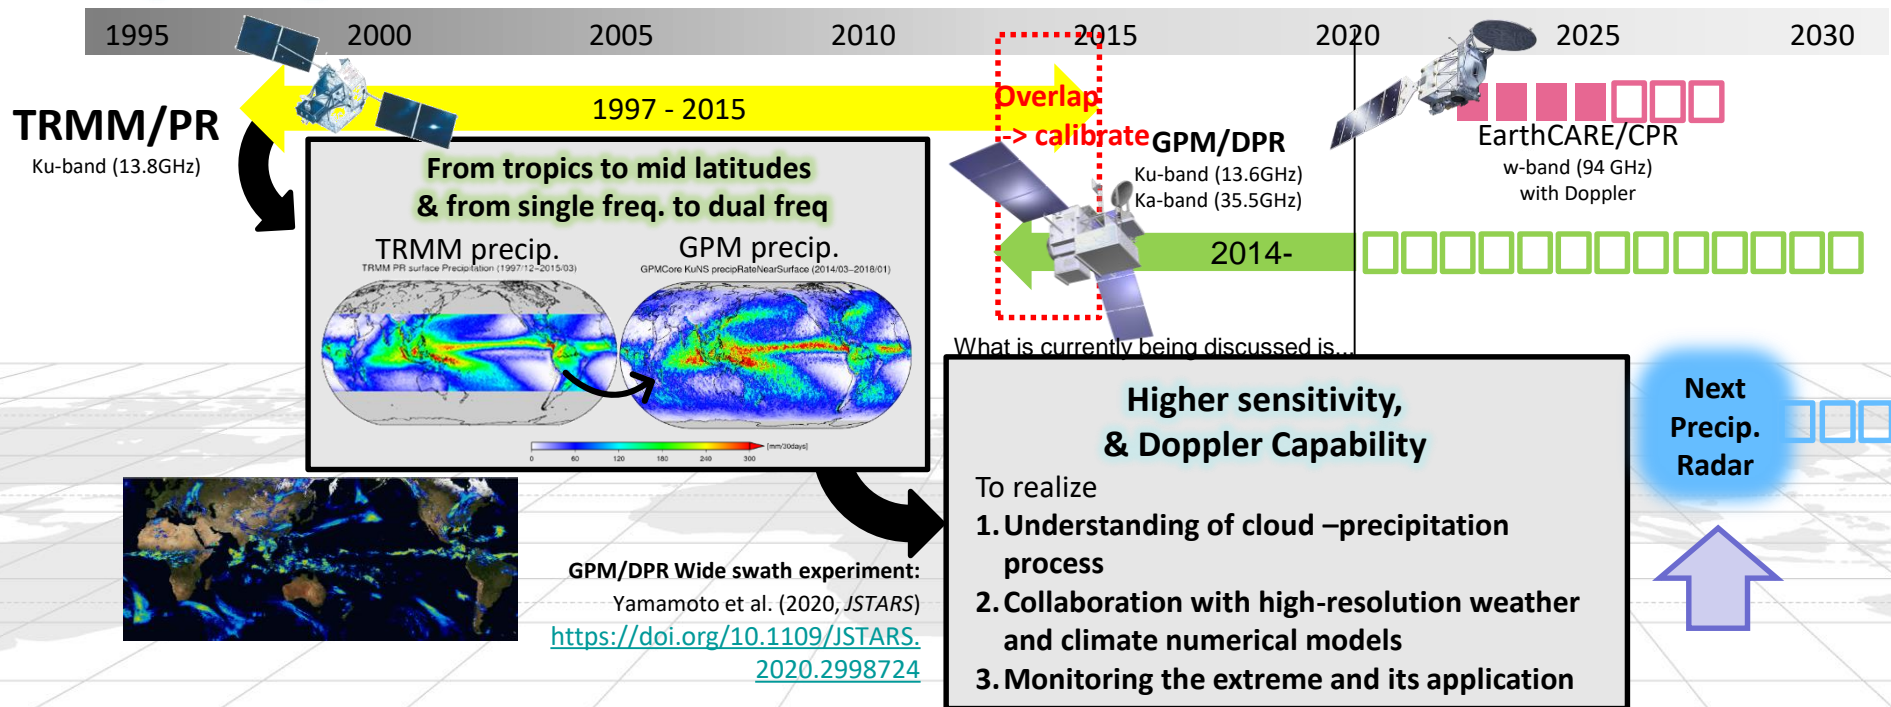 1995 2000 2005 2010 2015 2020 2025 2030
TRMM/PR
Ku-band (13.8GHz)
1997 - 2015
Overlap
-> calibrate
GPM/DPR
Ku-band (13.6GHz)
Ka-band (35.5GHz)
2014-
EarthCARE/CPR
w-band (94 GHz)
with Doppler
From tropics to mid latitudes
& from single freq. to dual freq
TRMM precip.
TRMM PR surface Precipitation (1997/12-2015/03)
GPM precip.
GPMCore KuNS precipRateNearSurface (2014/03-2018/01)
0 60 120 180 240 300 [mm/30days]
GPM/DPR Wide swath experiment:
Yamamoto et al. (2020, JSTARS)
https://doi.org/10.1109/JSTARS.
2020.2998724
What is currently being discussed is...
Higher sensitivity,
& Doppler Capability
To realize
1. Understanding of cloud –precipitation
process
2. Collaboration with high-resolution weather
and climate numerical models
3. Monitoring the extreme and its application
Next
Precip.
Radar